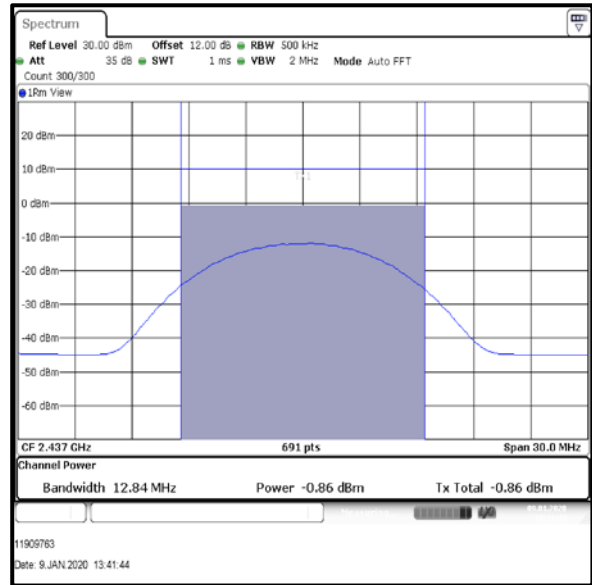 Spectrum
Ref Level 30.00 dBm Offset 12.00 dB RBW 500 kHz
Att 35 dB SWT 1 ms VBW 2 MHz Mode Auto FFT
Count 300/300
1Rm View
20 dBm
10 dBm
0 dBm
-10 dBm
-20 dBm
-30 dBm
-40 dBm
-50 dBm
-60 dBm
CF 2.437 GHz 691 pts Span 30.0 MHz
Channel Power
Bandwidth 12.84 MHz Power -0.86 dBm Tx Total -0.86 dBm
11909763
Date: 9.JAN.2020 13:41:44